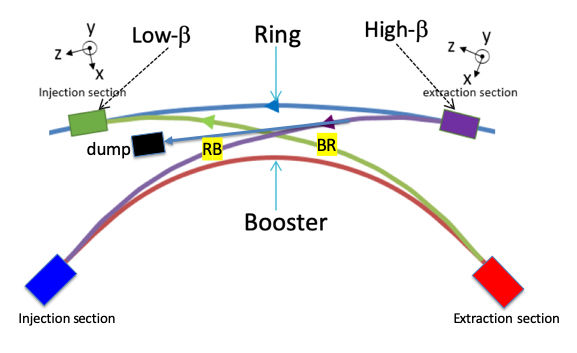 y
z
x
Low-β
Ring
High-β
y
z
x
Injection section
extraction section
dump
RB
BR
Booster
Injection section
Extraction section